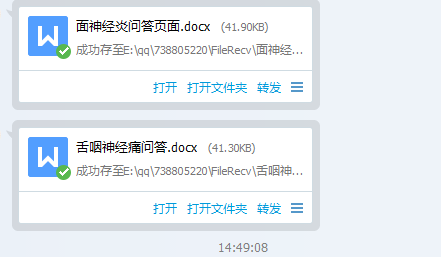 面神经炎问答页面.docx (41.90KB)
成功存至E:\qq\738805220\FileRecv\面神经...
打开 打开文件夹 转发
舌咽神经痛问答.docx (41.30KB)
成功存至E:\qq\738805220\FileRecv\舌咽神...
打开 打开文件夹 转发
14:49:08